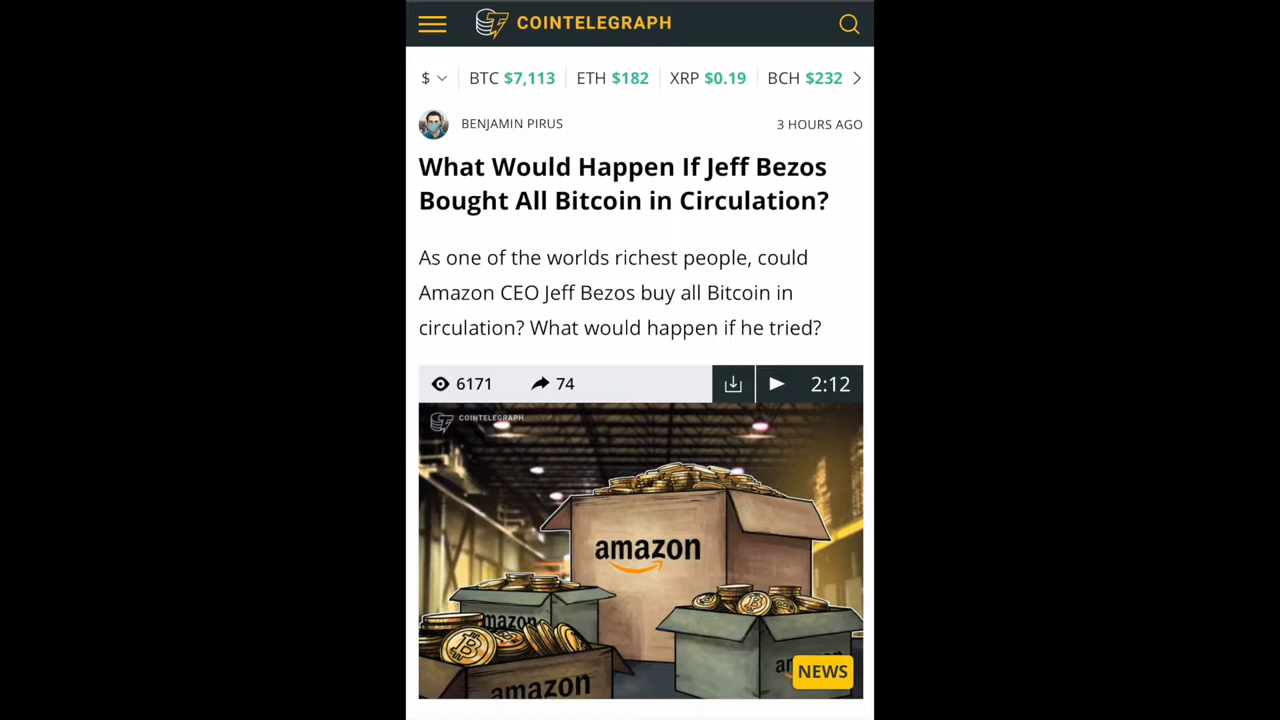 COINTELEGRAPH
$ BTC $7,113 ETH $182 XRP $0.19 BCH $232
BENJAMIN PIRUS 3 HOURS AGO
What Would Happen If Jeff Bezos
Bought All Bitcoin in Circulation?
As one of the worlds richest people, could
Amazon CEO Jeff Bezos buy all Bitcoin in
circulation? What would happen if he tried?
6171 74 2:12
COINTELEGRAPH
amazon
amazon
am
NEWS
amazon